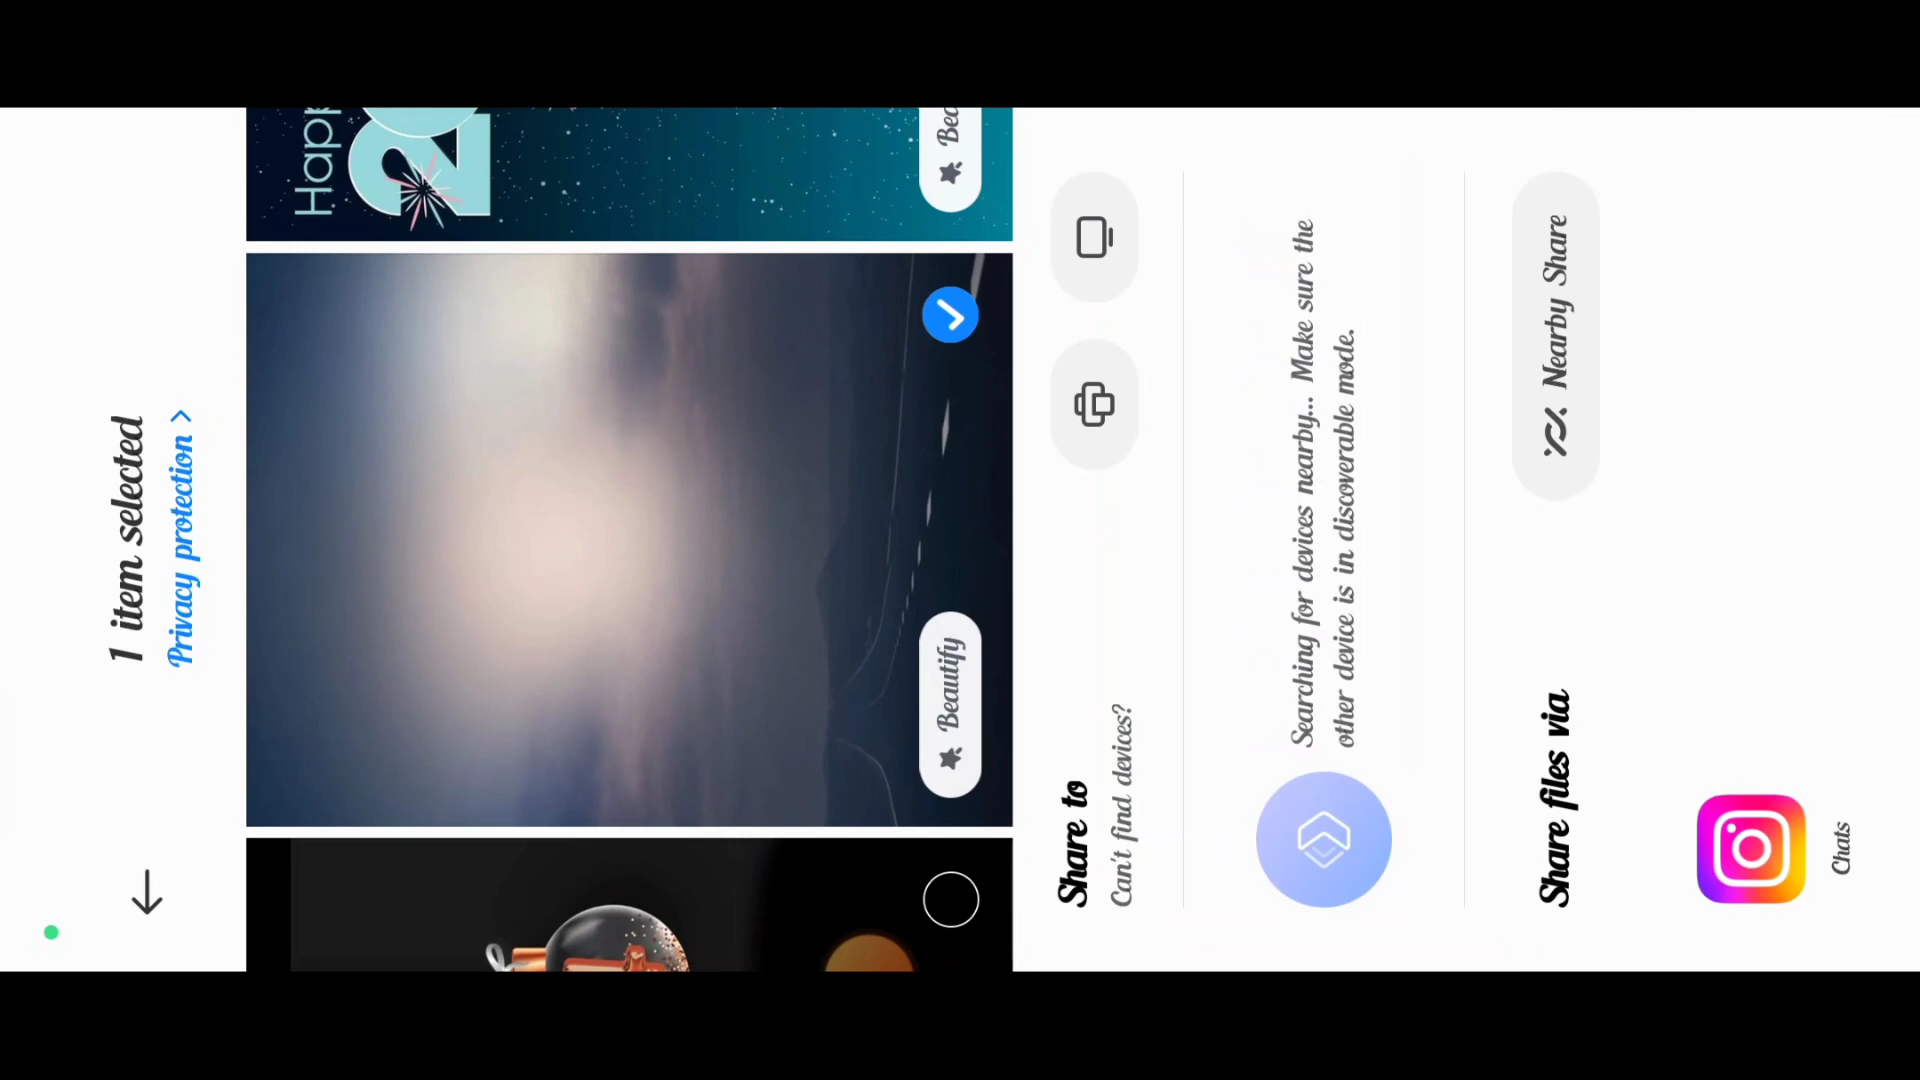 1 item selected
Privacy protection >
Beautify
Share to
Can't find devices?
Searching for devices nearby... Make sure the
other device is in discoverable mode.
Share files via
Nearby Share
Chats